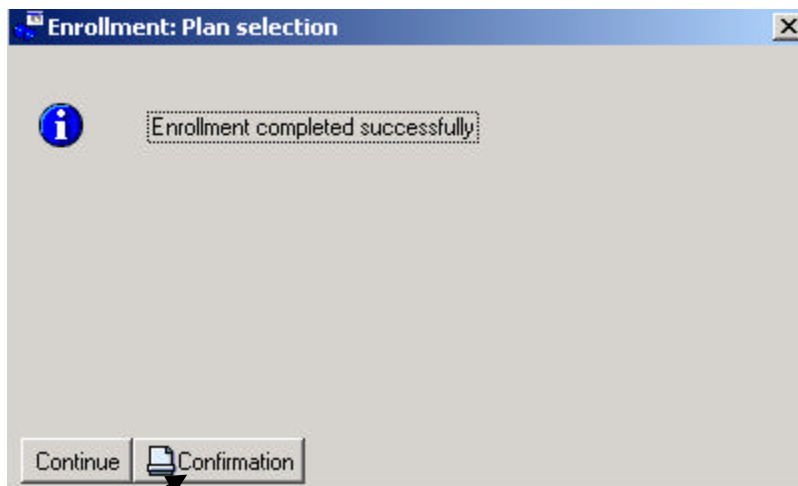 Enrollment: Plan selection
Enrollment completed successfully
Continue Confirmation